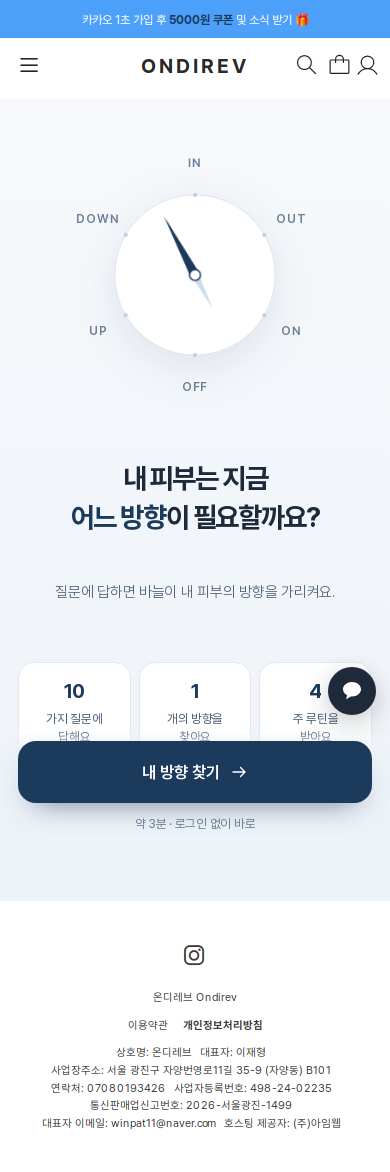 카카오 1초 가입 후 5000원 쿠폰 및 소식 받기 🎁
ONDIREV
IN
DOWN
OUT
UP
ON
OFF
내 피부는 지금
어느 방향이 필요할까요?
질문에 답하면 바늘이 내 피부의 방향을 가리켜요.
10
가지 질문에
답해요
1
개의 방향을
찾아요
4
주 루틴을
받아요
내 방향 찾기 →
약 3분 · 로그인 없이 바로
온디레브 Ondirev
이용약관 개인정보처리방침
상호명: 온디레브 대표자: 이재형
사업장주소: 서울 광진구 자양번영로11길 35-9 (자양동) B101
연락처: 07080193426 사업자등록번호: 498-24-02235
통신판매업신고번호: 2026-서울광진-1499
대표자 이메일: winpat11@naver.com 호스팅 제공자: (주)아임웹